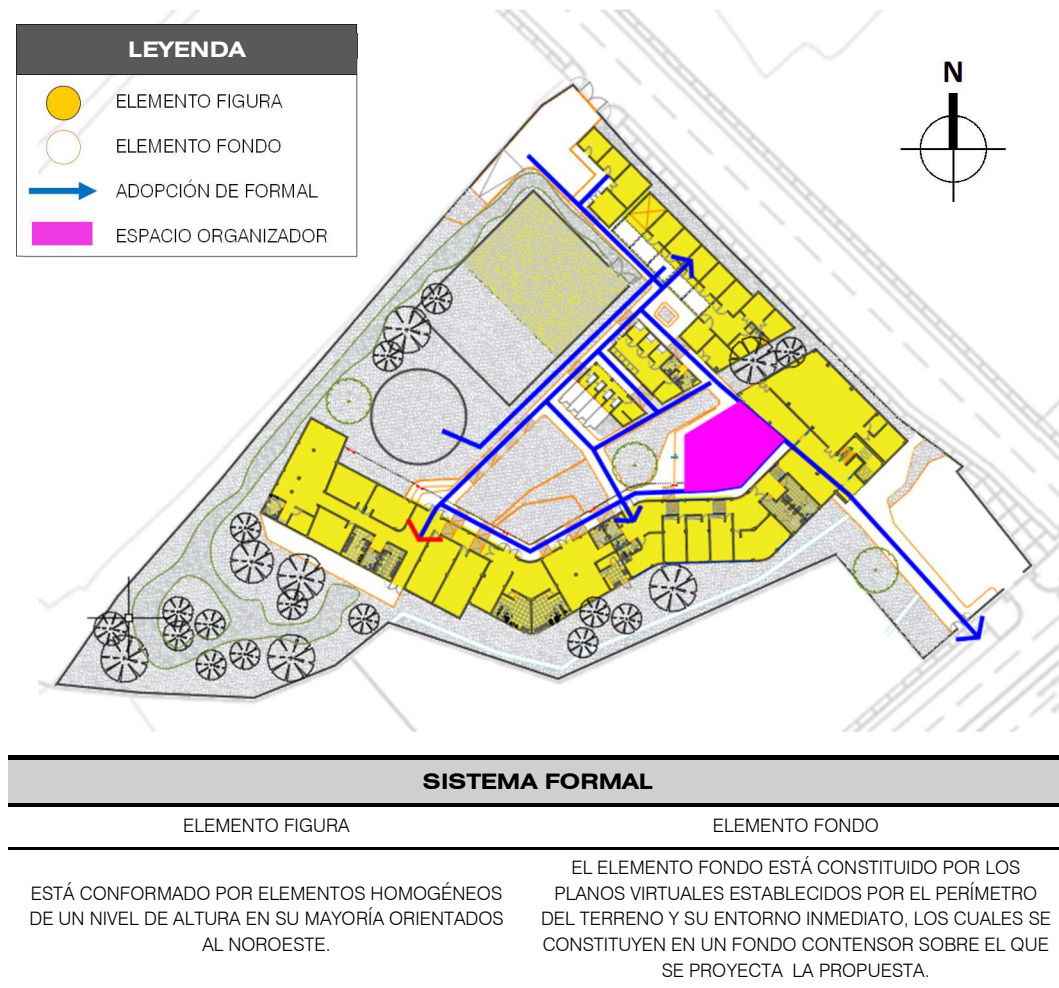 LEYENDA
ELEMENTO FIGURA
ELEMENTO FONDO
ADOPCIÓN DE FORMAL
ESPACIO ORGANIZADOR
N
SISTEMA FORMAL
ELEMENTO FIGURA
ELEMENTO FONDO
ESTÁ CONFORMADO POR ELEMENTOS HOMOGÉNEOS
DE UN NIVEL DE ALTURA EN SU MAYORÍA ORIENTADOS
AL NOROESTE.
EL ELEMENTO FONDO ESTÁ CONSTITUIDO POR LOS
PLANOS VIRTUALES ESTABLECIDOS POR EL PERÍMETRO
DEL TERRENO Y SU ENTORNO INMEDIATO, LOS CUALES SE
CONSTITUYEN EN UN FONDO CONTENSOR SOBRE EL QUE
SE PROYECTA LA PROPUESTA.